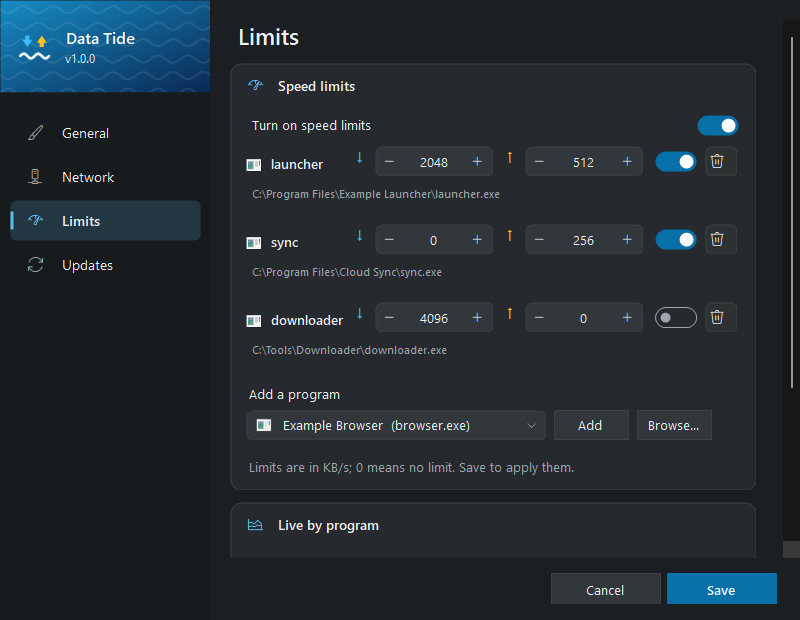 Data Tide
v1.0.0
General
Network
Limits
Updates
Limits
Speed limits
Turn on speed limits
launcher ↓ − 2048 + ↑ − 512 +
C:\Program Files\Example Launcher\launcher.exe
sync ↓ − 0 + ↑ − 256 +
C:\Program Files\Cloud Sync\sync.exe
downloader ↓ − 4096 + ↑ − 0 +
C:\Tools\Downloader\downloader.exe
Add a program
Example Browser (browser.exe) Add Browse...
Limits are in KB/s; 0 means no limit. Save to apply them.
Live by program
Cancel Save